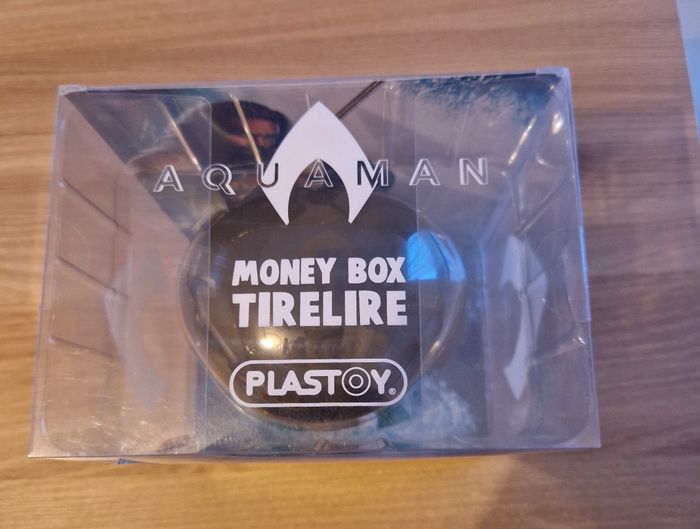 AQUAMAN
MONEY BOX
TIRELIRE
PLASTOY®